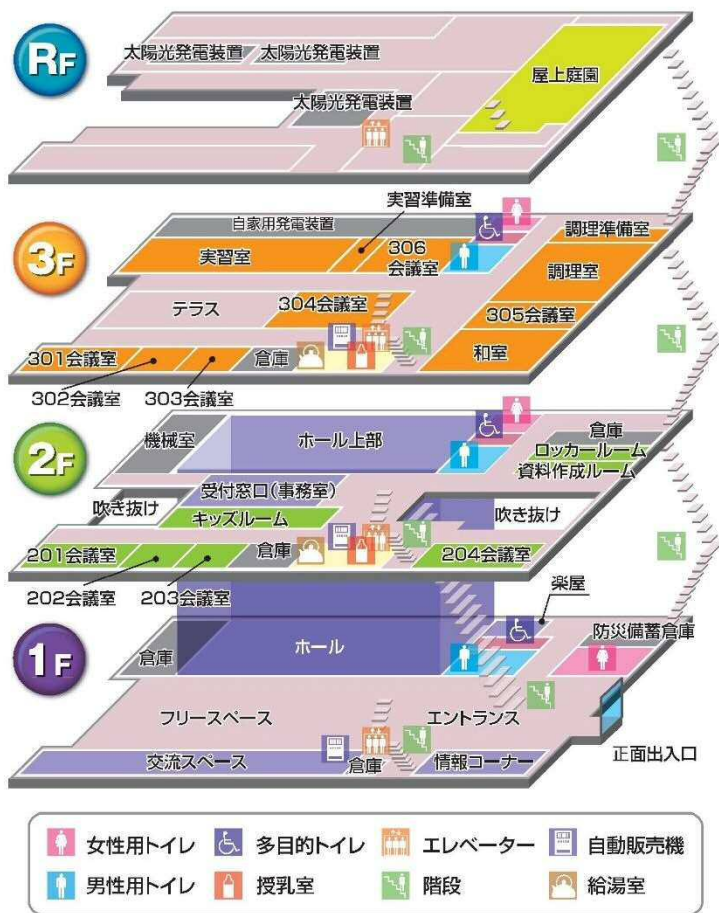 RF
太陽光発電装置
太陽光発電装置
太陽光発電装置
屋上庭園
3F
実習準備室
自家用発電装置
実習室
306
会議室
調理準備室
調理室
テラス
304会議室
305会議室
301会議室
倉庫
和室
302会議室
303会議室
2F
機械室
ホール上部
倉庫
ロッカールーム
資料作成ルーム
受付窓口(事務室)
吹き抜け
キッズルーム
吹き抜け
201会議室
倉庫
204会議室
202会議室
203会議室
楽屋
1F
倉庫
ホール
防災備蓄倉庫
フリースペース
エントランス
正面出入口
交流スペース
倉庫
情報コーナー
女性用トイレ
多目的トイレ
エレベーター
自動販売機
男性用トイレ
授乳室
階段
給湯室